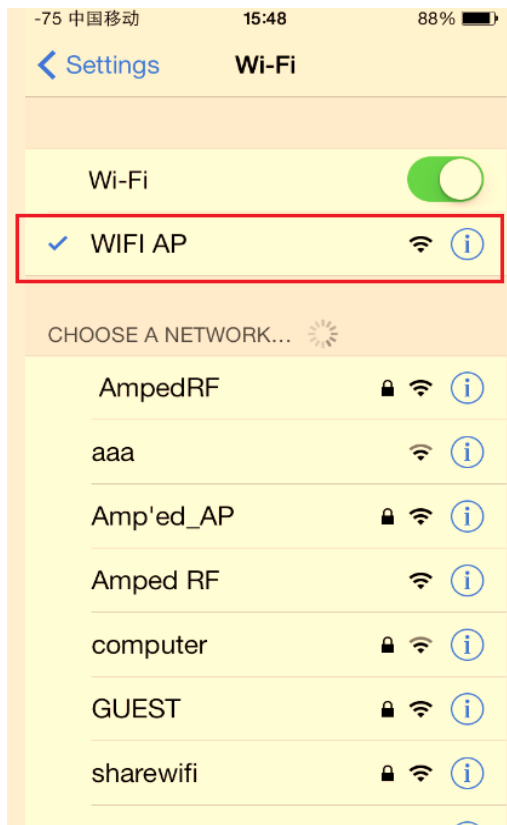 -75 中国移动 15:48 88%
Settings Wi-Fi
Wi-Fi
WIFI AP
CHOOSE A NETWORK...
AmpedRF
aaa
Amp'ed_AP
Amped RF
computer
GUEST
sharewifi